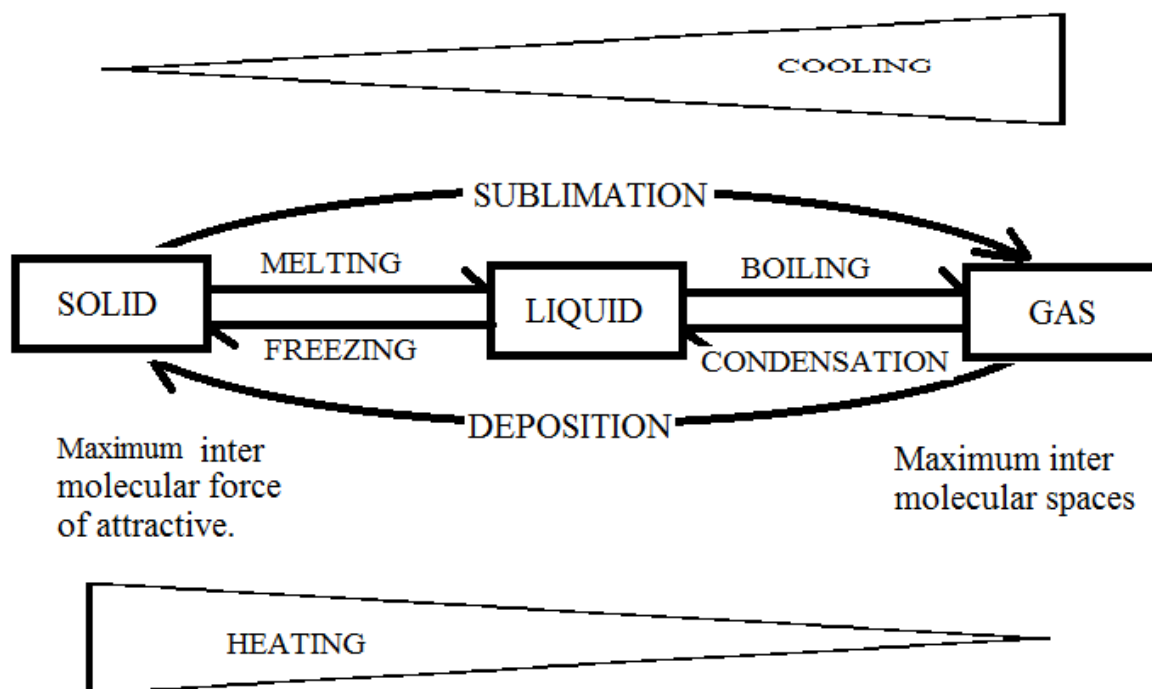 COOLING
SUBLIMATION
MELTING
BOILING
SOLID
LIQUID
GAS
FREEZING
CONDENSATION
DEPOSITION
Maximum inter
molecular force
of attractive.
Maximum inter
molecular spaces
HEATING